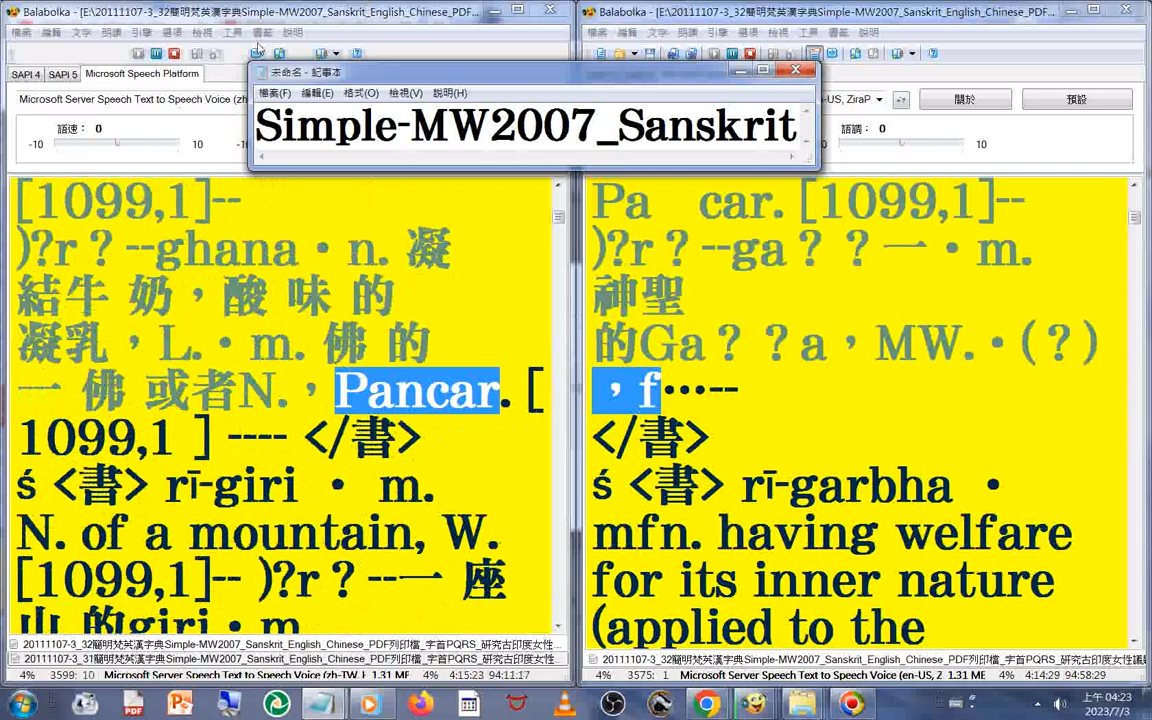 Balabolka - [E:\20111107-3_32簡明梵英漢字典Simple-MW2007_Sanskrit_English_Chinese_PDF...
檔案 編輯 文字 朗讀 引擎 選項 檢視 工具 書籤 說明
SAPI 4 SAPI 5 Microsoft Speech Platform
Microsoft Server Speech Text to Speech Voice (zh
語速： 0
-10 10 -10
[1099,1]--
)?r？--ghana‧n. 凝
結牛 奶，酸 味 的
凝乳，L.‧m. 佛 的
一 佛 或者N.，Pancar. [
1099,1 ] ---- </書>
ś <書> rī-giri ‧ m.
N. of a mountain, W.
[1099,1]-- )?r？--一 座
山 的giri‧m
20111107-3_32簡明梵英漢字典Simple-MW2007_Sanskrit_English_Chinese_PDF列印檔_字首PQRS_研究古印度女性...
20111107-3_31簡明梵英漢字典Simple-MW2007_Sanskrit_English_Chinese_PDF列印檔_字首PQRS_研究古印度女性...
4% 3599: 10 Microsoft Server Speech Text to Speech Voice (zh-TW, 1.31 MB 4% 4:15:23 94:11:17
未命名 - 記事本
檔案(F) 編輯(E) 格式(O) 檢視(V) 說明(H)
Simple-MW2007_Sanskrit
Balabolka - [E:\20111107-3_32簡明梵英漢字典Simple-MW2007_Sanskrit_English_Chinese_PDF...
檔案 編輯 文字 朗讀 引擎 選項 檢視 工具 書籤 說明
-US, ZiraP 關於 預設
語調： 0
10
Pa car. [1099,1]--
)?r？--ga？？一‧m.
神聖
的Ga？？a，MW.‧(？)
，f…--
</書>
ś <書> rī-garbha ‧
mfn. having welfare
for its inner nature
(applied to the
20111107-3_32簡明梵英漢字典Simple-MW2007_Sanskrit_English_Chinese_PDF列印檔_字首PQRS_研究古印度女性議
4% 3575: 1 Microsoft Server Speech Text to Speech Voice (en-US, Z 1.31 MB 4% 4:14:29 94:58:29
上午 04:23
2023/7/3